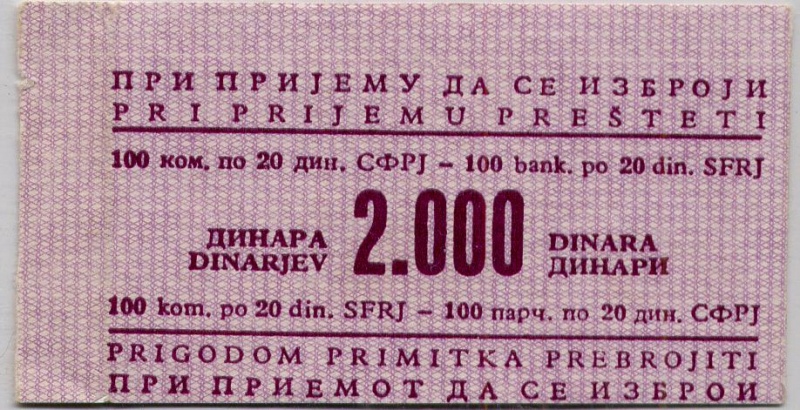 ПРИ ПРИЈЕМУ ДА СЕ ИЗБРОЈИ
PRI PRIJEMU PREŠTETI
100 ком. по 20 дин. СФРЈ – 100 bank. po 20 din. SFRJ
ДИНАРА 2.000 DINARA
DINARJEV ДИНАРИ
100 kom. po 20 din. SFRJ – 100 парч. по 20 дин. СФРЈ
PRIGODOM PRIMITKA PREBROJITI
ПРИ ПРИЕМОТ ДА СЕ ИЗБРОИ